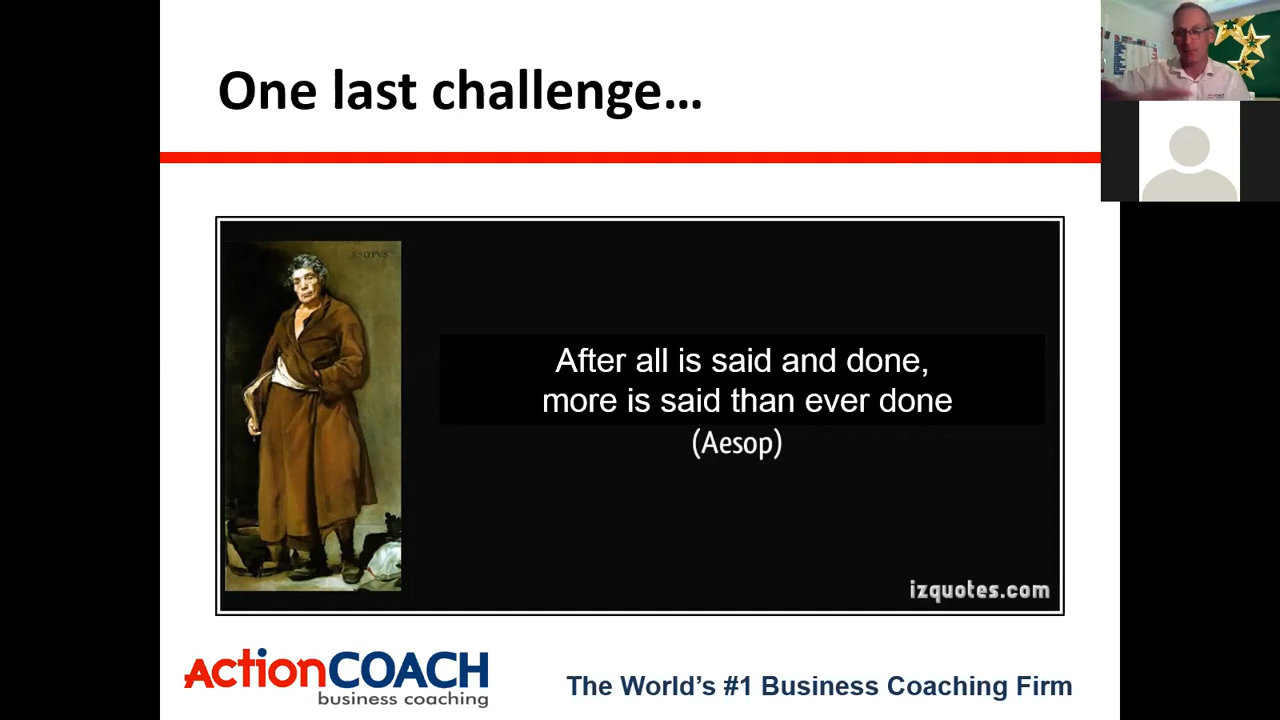 One last challenge...
ESOPVS
After all is said and done,
more is said than ever done
(Aesop)
izquotes.com
ActionCOACH
business coaching
The World's #1 Business Coaching Firm